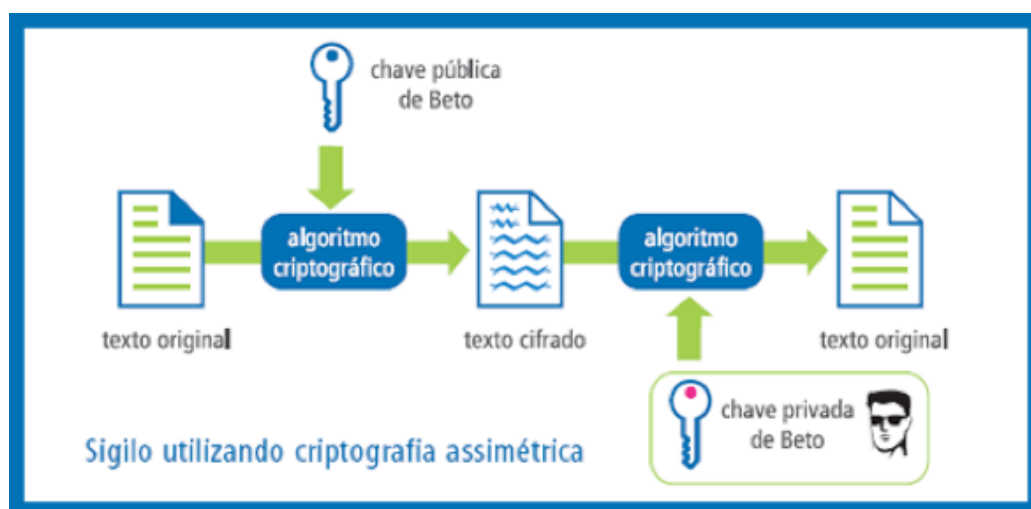 chave pública
de Beto
algoritmo
criptográfico
algoritmo
criptográfico
texto original
texto cifrado
texto original
chave privada
de Beto
Sigilo utilizando criptografia assimétrica